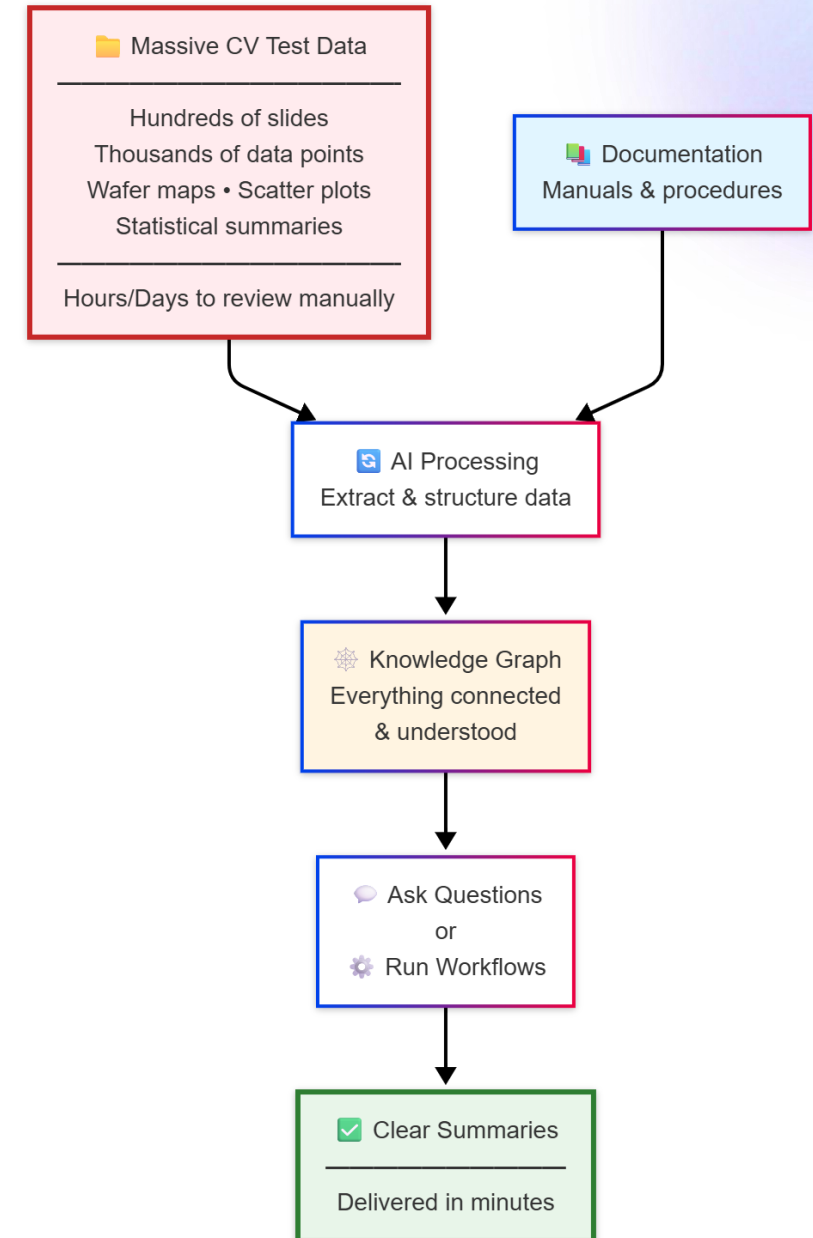 📁 Massive CV Test Data
Hundreds of slides
Thousands of data points
Wafer maps • Scatter plots
Statistical summaries
Hours/Days to review manually
📚 Documentation
Manuals & procedures
🔄 AI Processing
Extract & structure data
🕸️ Knowledge Graph
Everything connected
& understood
💬 Ask Questions
or
⚙️ Run Workflows
✅ Clear Summaries
Delivered in minutes